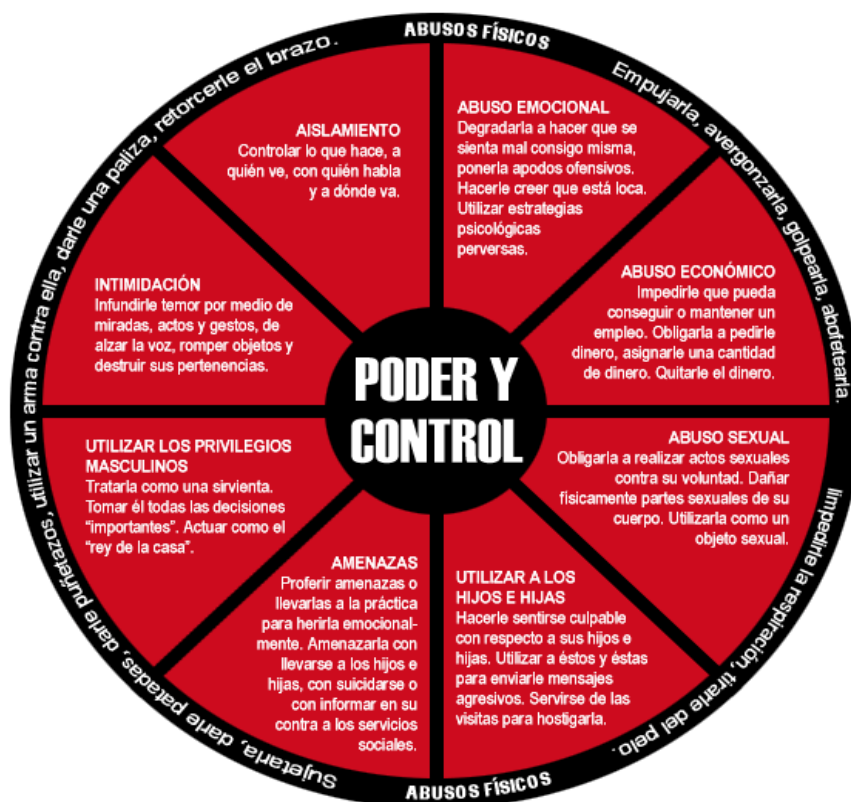 ABUSOS FÍSICOS
Empujarla, avergonzarla, golpearla, abofetearla.
Impedirle la respiración, tirarle del pelo.
ABUSOS FÍSICOS
Sujetarla, darle patadas, darle puñetazos, utilizar un arma contra ella, darle una paliza, retorcerle el brazo.
ABUSO EMOCIONAL
Degradarla a hacer que se
sienta mal consigo misma,
ponerla apodos ofensivos.
Hacerle creer que está loca.
Utilizar estrategias
psicológicas
perversas.
ABUSO ECONÓMICO
Impedirle que pueda
conseguir o mantener un
empleo. Obligarla a pedirle
dinero, asignarle una cantidad
de dinero. Quitarle el dinero.
ABUSO SEXUAL
Obligarla a realizar actos sexuales
contra su voluntad. Dañar
físicamente partes sexuales de su
cuerpo. Utilizarla como un
objeto sexual.
UTILIZAR A LOS
HIJOS E HIJAS
Hacerle sentirse culpable
con respecto a sus hijos e
hijas. Utilizar a éstos y éstas
para enviarle mensajes
agresivos. Servirse de las
visitas para hostigarla.
AMENAZAS
Proferir amenazas o
llevarlas a la práctica
para herirla emocional-
mente. Amenazarla con
llevarse a los hijos e
hijas, con suicidarse o
con informar en su
contra a los servicios
sociales.
UTILIZAR LOS PRIVILEGIOS
MASCULINOS
Tratarla como una sirvienta.
Tomar él todas las decisiones
“importantes”. Actuar como el
“rey de la casa”.
INTIMIDACIÓN
Infundirle temor por medio de
miradas, actos y gestos, de
alzar la voz, romper objetos y
destruir sus pertenencias.
AISLAMIENTO
Controlar lo que hace, a
quién ve, con quién habla
y a dónde va.
PODER Y
CONTROL